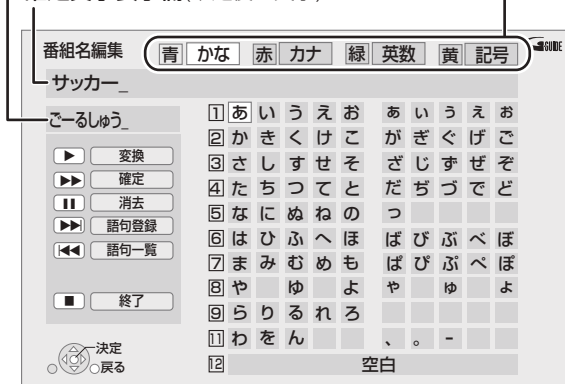 番組名編集 青 かな 赤 カナ 緑 英数 黄 記号 GUIDE
サッカー_
ごーるしゅう_
▶ 変換
▶▶ 確定
❚❚ 消去
▶▶| 語句登録
|◀◀ 語句一覧
■ 終了
決定
戻る
1 あ い う え お ぁ ぃ ぅ ぇ ぉ
2 か き く け こ が ぎ ぐ げ ご
3 さ し す せ そ ざ じ ず ぜ ぞ
4 た ち つ て と だ ぢ づ で ど
5 な に ぬ ね の っ
6 は ひ ふ へ ほ ば び ぶ べ ぼ
7 ま み む め も ぱ ぴ ぷ ぺ ぽ
8 や ゆ よ ゃ ゅ ょ
9 ら り る れ ろ
11 わ を ん 、 。 -
12 空白